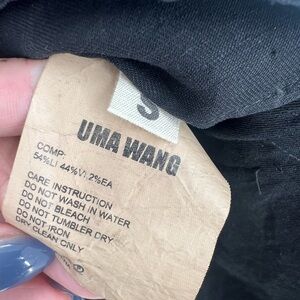 S
UMA WANG
COMP:
54%LI 44%VI 2%EA
CARE INSTRUCTION
DO NOT WASH IN WATER
DO NOT BLEACH
DO NOT TUMBLER DRY
DO NOT IRON
DRY CLEAN ONLY